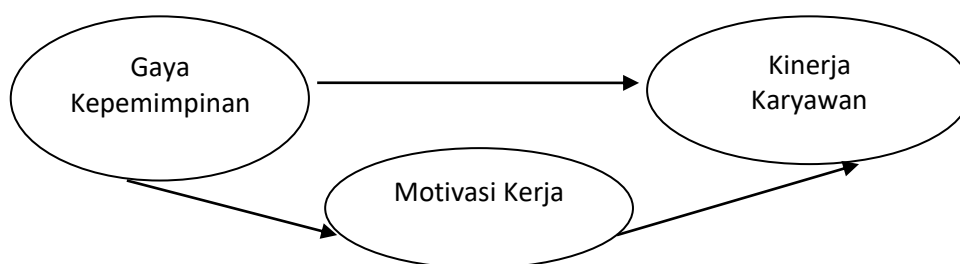 Gaya
Kepemimpinan
Kinerja
Karyawan
Motivasi Kerja